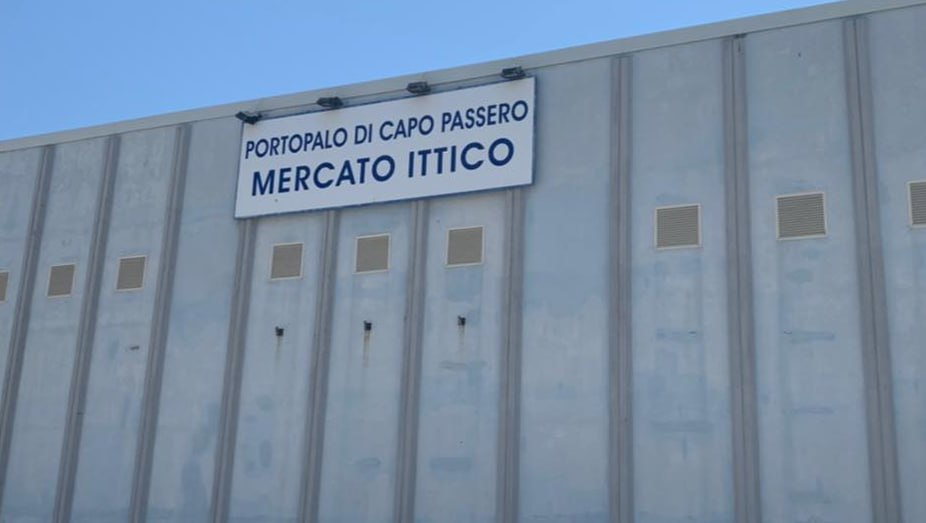 PORTOPALO DI CAPO PASSERO
MERCATO ITTICO